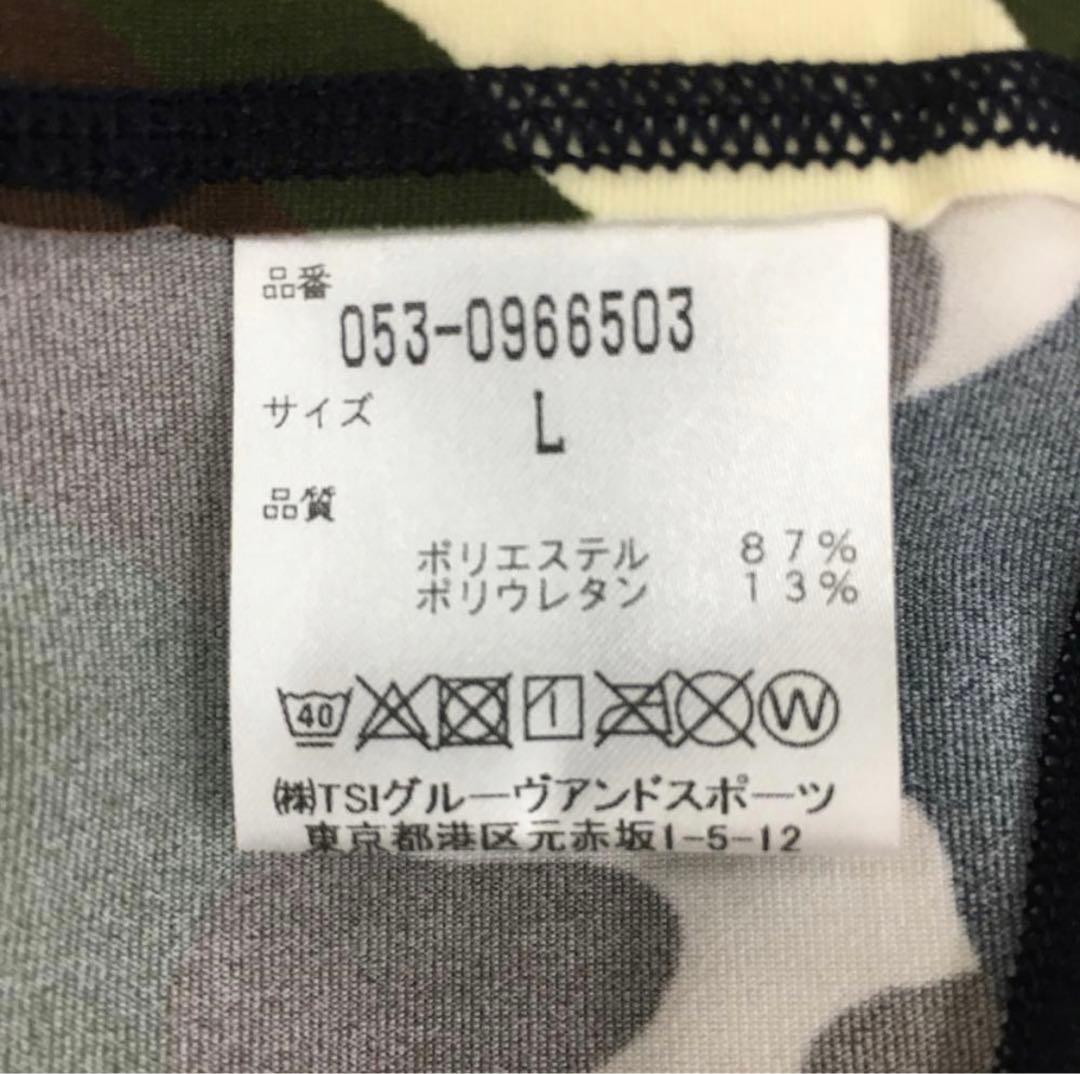 品番
053-0966503
サイズ L
品質
ポリエステル 87%
ポリウレタン 13%
40 W
㈱TSIグルーヴアンドスポーツ
東京都港区元赤坂1-5-12